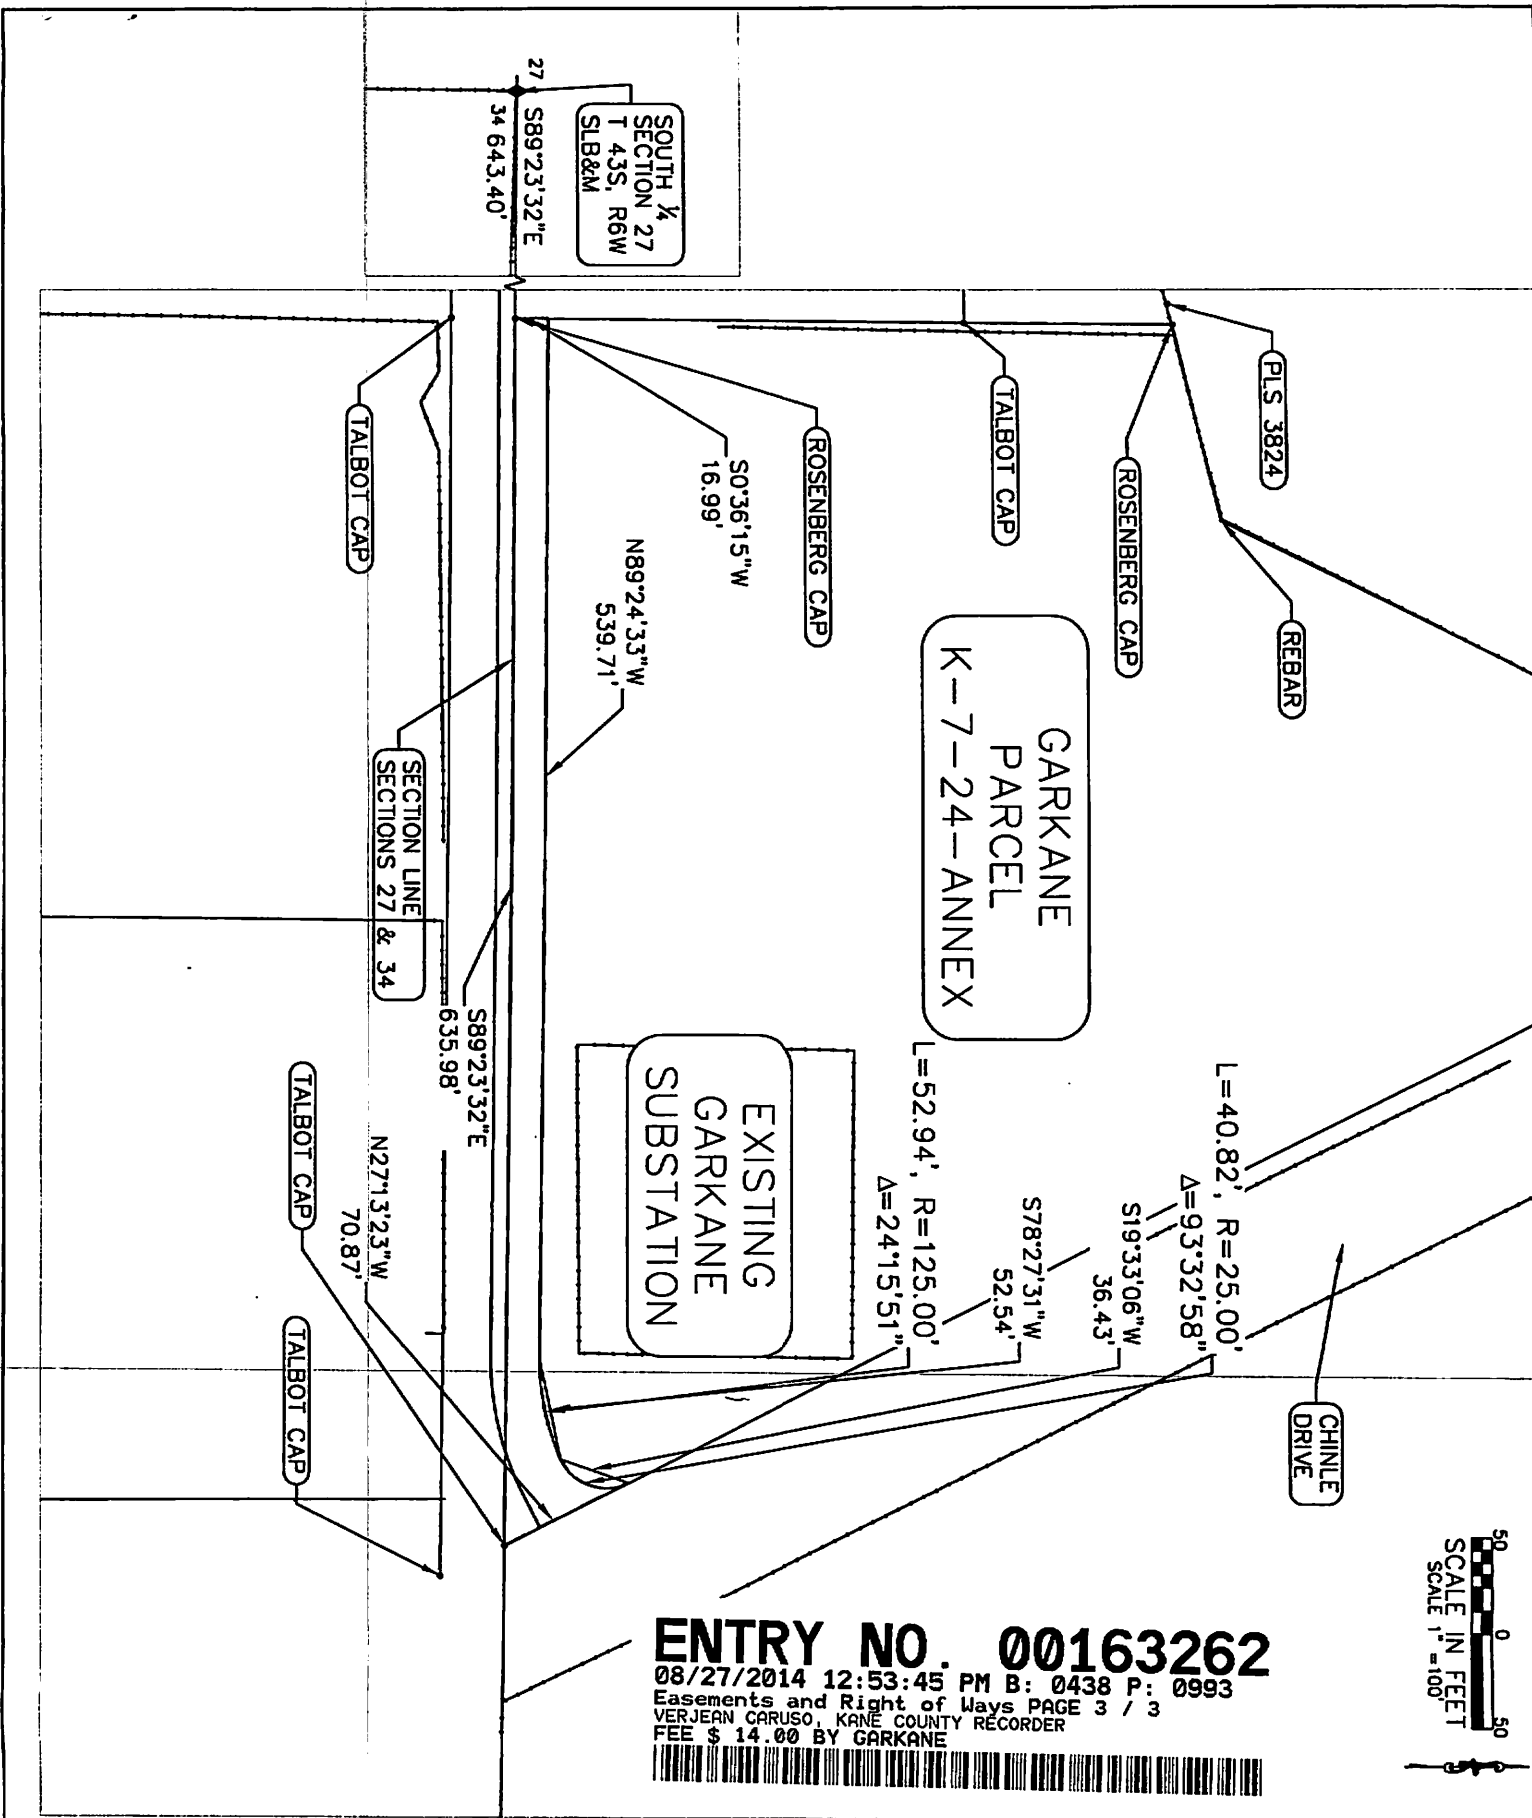 27
S89°23'32"E
34 643.40'
SOUTH ¼
SECTION 27
T 43S, R6W
SLB&M
PLS 3824
REBAR
ROSENBERG CAP
TALBOT CAP
ROSENBERG CAP
S0°36'15"W
16.99'
N89°24'33"W
539.71'
TALBOT CAP
SECTION LINE
SECTIONS 27 & 34
GARKANE
PARCEL
K-7-24-ANNEX
EXISTING
GARKANE
SUBSTATION
S89°23'32"E
635.98'
N27°13'23"W
70.87'
TALBOT CAP
TALBOT CAP
L=40.82', R=25.00'
Δ=93°32'58"
S19°33'06"W
36.43'
S78°27'31"W
52.54'
L=52.94', R=125.00'
Δ=24°15'51"
CHINLE
DRIVE
50 0 50
SCALE IN FEET
SCALE 1"=100'
ENTRY NO. 00163262
08/27/2014 12:53:45 PM B: 0438 P: 0993
Easements and Right of Ways PAGE 3 / 3
VERJEAN CARUSO, KANE COUNTY RECORDER
FEE $ 14.00 BY GARKANE